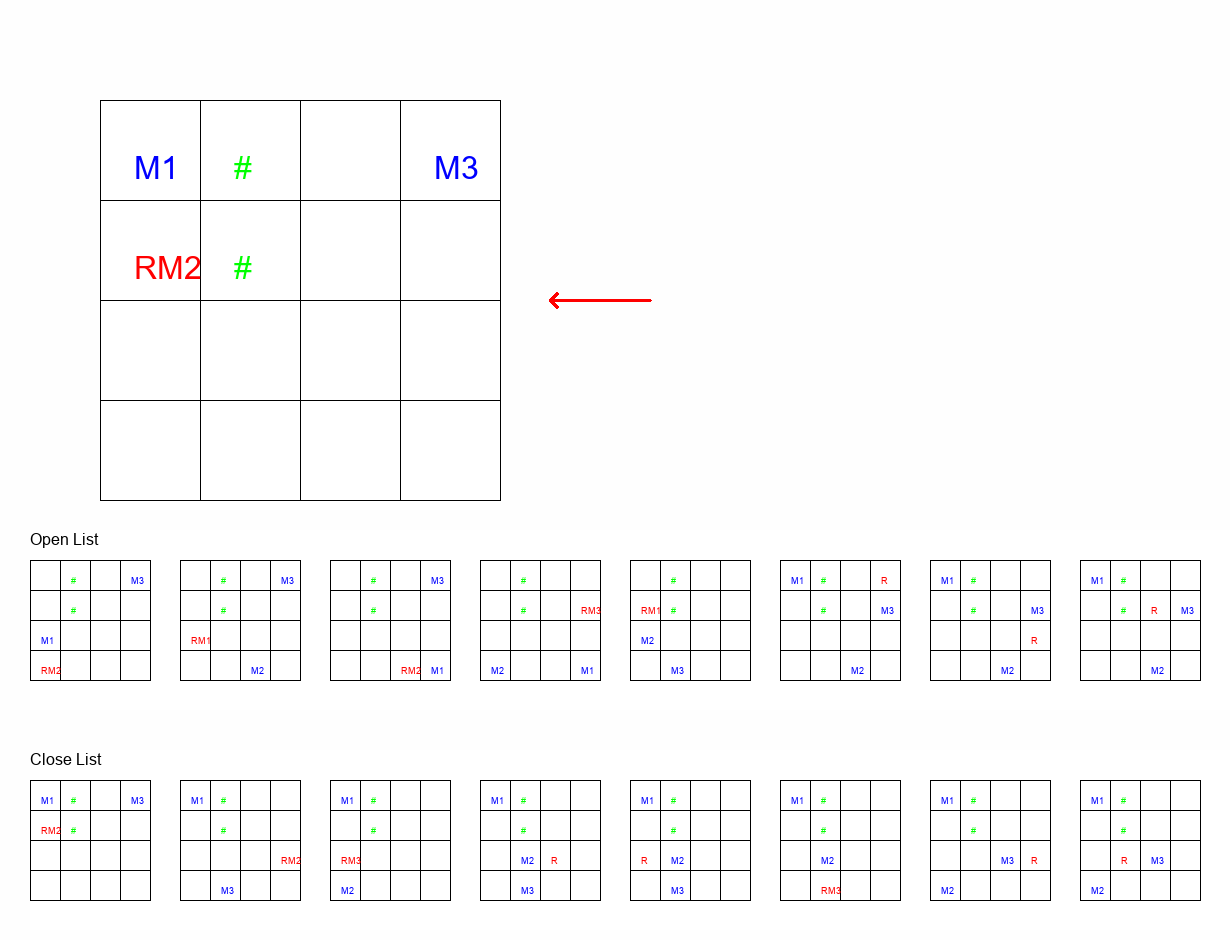 M1 # M3
RM2 #
Open List
# M3 # M3 # M3 # # M1 # R M1 # M1 #
# # # # RM3 RM1 # # M3 # M3 # R M3
M1 RM1 M2 R
RM2 M2 RM2 M1 M2 M1 M3 M2 M2 M2
Close List
M1 # M3 M1 # M1 # M1 # M1 # M1 # M1 # M1 #
RM2 # # # # # # # #
RM2 RM3 M2 R R M2 M2 M3 R R M3
M3 M2 M3 M3 RM3 M2 M2